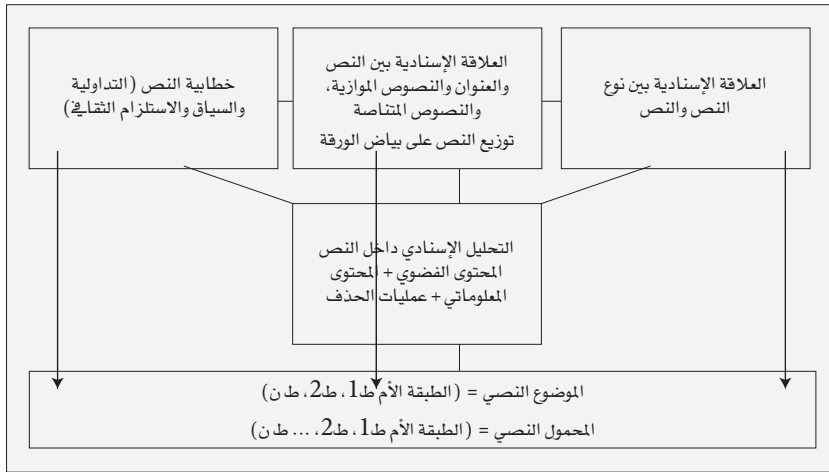 العلاقة الإسنادية بين نوع
النص والنص
العلاقة الإسنادية بين النص
والعنوان والنصوص الموازية،
والنصوص المتناصة
توزيع النص على بياض الورقة
خطابية النص (التداولية
والسياق والاستلزام الثقافي)
التحليل الإسنادي داخل النص
المحتوى القضوي + المحتوى
المعلوماتي + عمليات الحذف
الموضوع النصي = (الطبقة الأم ط1، ط2، ط ن)
المحمول النصي = (الطبقة الأم ط1، ط2، ... ط ن)